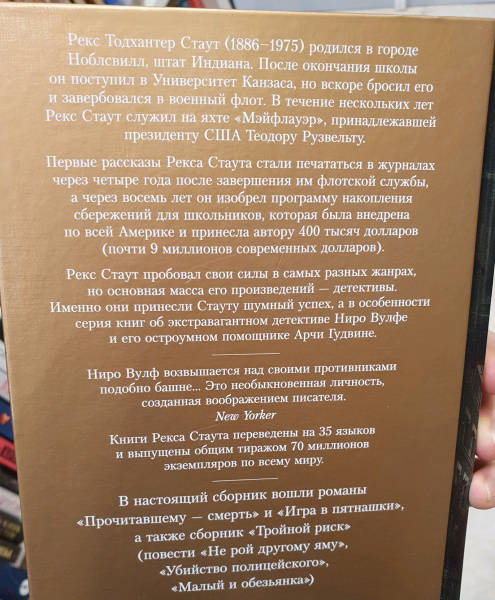 Рекс Тодхантер Стаут (1886–1975) родился в городе
Ноблсвилл, штат Индиана. После окончания школы
он поступил в Университет Канзаса, но вскоре бросил его
и завербовался в военный флот. В течение нескольких лет
Рекс Стаут служил на яхте «Мэйфлауэр», принадлежавшей
президенту США Теодору Рузвельту.
Первые рассказы Рекса Стаута стали печататься в журналах
через четыре года после завершения им флотской службы,
а через восемь лет он изобрел программу накопления
сбережений для школьников, которая была внедрена
по всей Америке и принесла автору 400 тысяч долларов
(почти 9 миллионов современных долларов).
Рекс Стаут пробовал свои силы в самых разных жанрах,
но основная масса его произведений — детективы.
Именно они принесли Стауту шумный успех, а в особенности
серия книг об экстравагантном детективе Ниро Вулфе
и его остроумном помощнике Арчи Гудвине.
Ниро Вулф возвышается над своими противниками
подобно башне... Это необыкновенная личность,
созданная воображением писателя.
New Yorker
Книги Рекса Стаута переведены на 35 языков
и выпущены общим тиражом 70 миллионов
экземпляров по всему миру.
В настоящий сборник вошли романы
«Прочитавшему — смерть» и «Игра в пятнашки»,
а также сборник «Тройной риск»
(повести «Не рой другому яму»,
«Убийство полицейского»,
«Малый и обезьянка»)